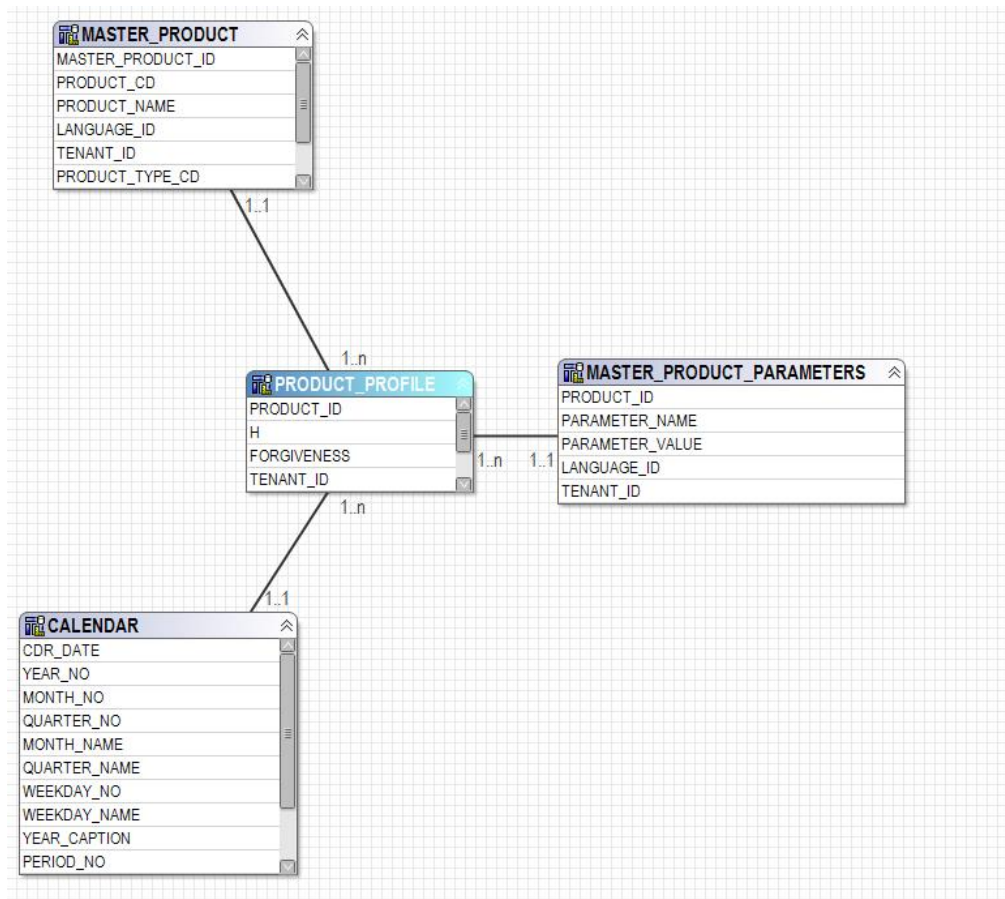 MASTER_PRODUCT
MASTER_PRODUCT_ID
PRODUCT_CD
PRODUCT_NAME
LANGUAGE_ID
TENANT_ID
PRODUCT_TYPE_CD
1..1
1..n
PRODUCT_PROFILE
PRODUCT_ID
H
FORGIVENESS
TENANT_ID
1..n
1..1
MASTER_PRODUCT_PARAMETERS
PRODUCT_ID
PARAMETER_NAME
PARAMETER_VALUE
LANGUAGE_ID
TENANT_ID
1..n
1..1
CALENDAR
CDR_DATE
YEAR_NO
MONTH_NO
QUARTER_NO
MONTH_NAME
QUARTER_NAME
WEEKDAY_NO
WEEKDAY_NAME
YEAR_CAPTION
PERIOD_NO